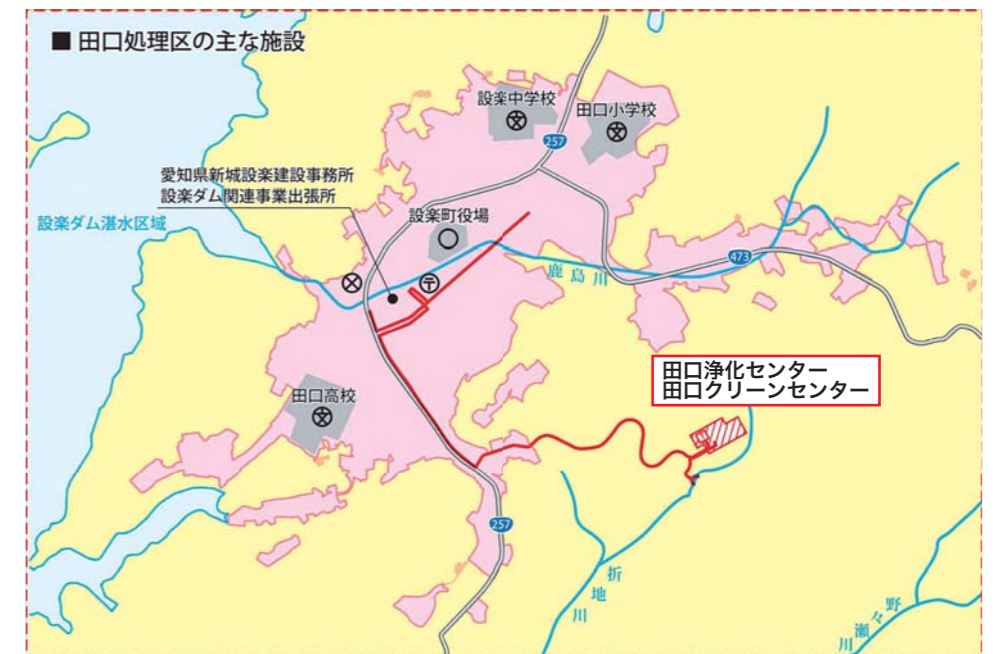 ■ 田口処理区の主な施設
設楽中学校
田口小学校
257
愛知県新城設楽建設事務所
設楽ダム関連事業出張所
設楽町役場
設楽ダム湛水区域
473
鹿島川
田口浄化センター
田口クリーンセンター
田口高校
257
折地川
野々瀬川